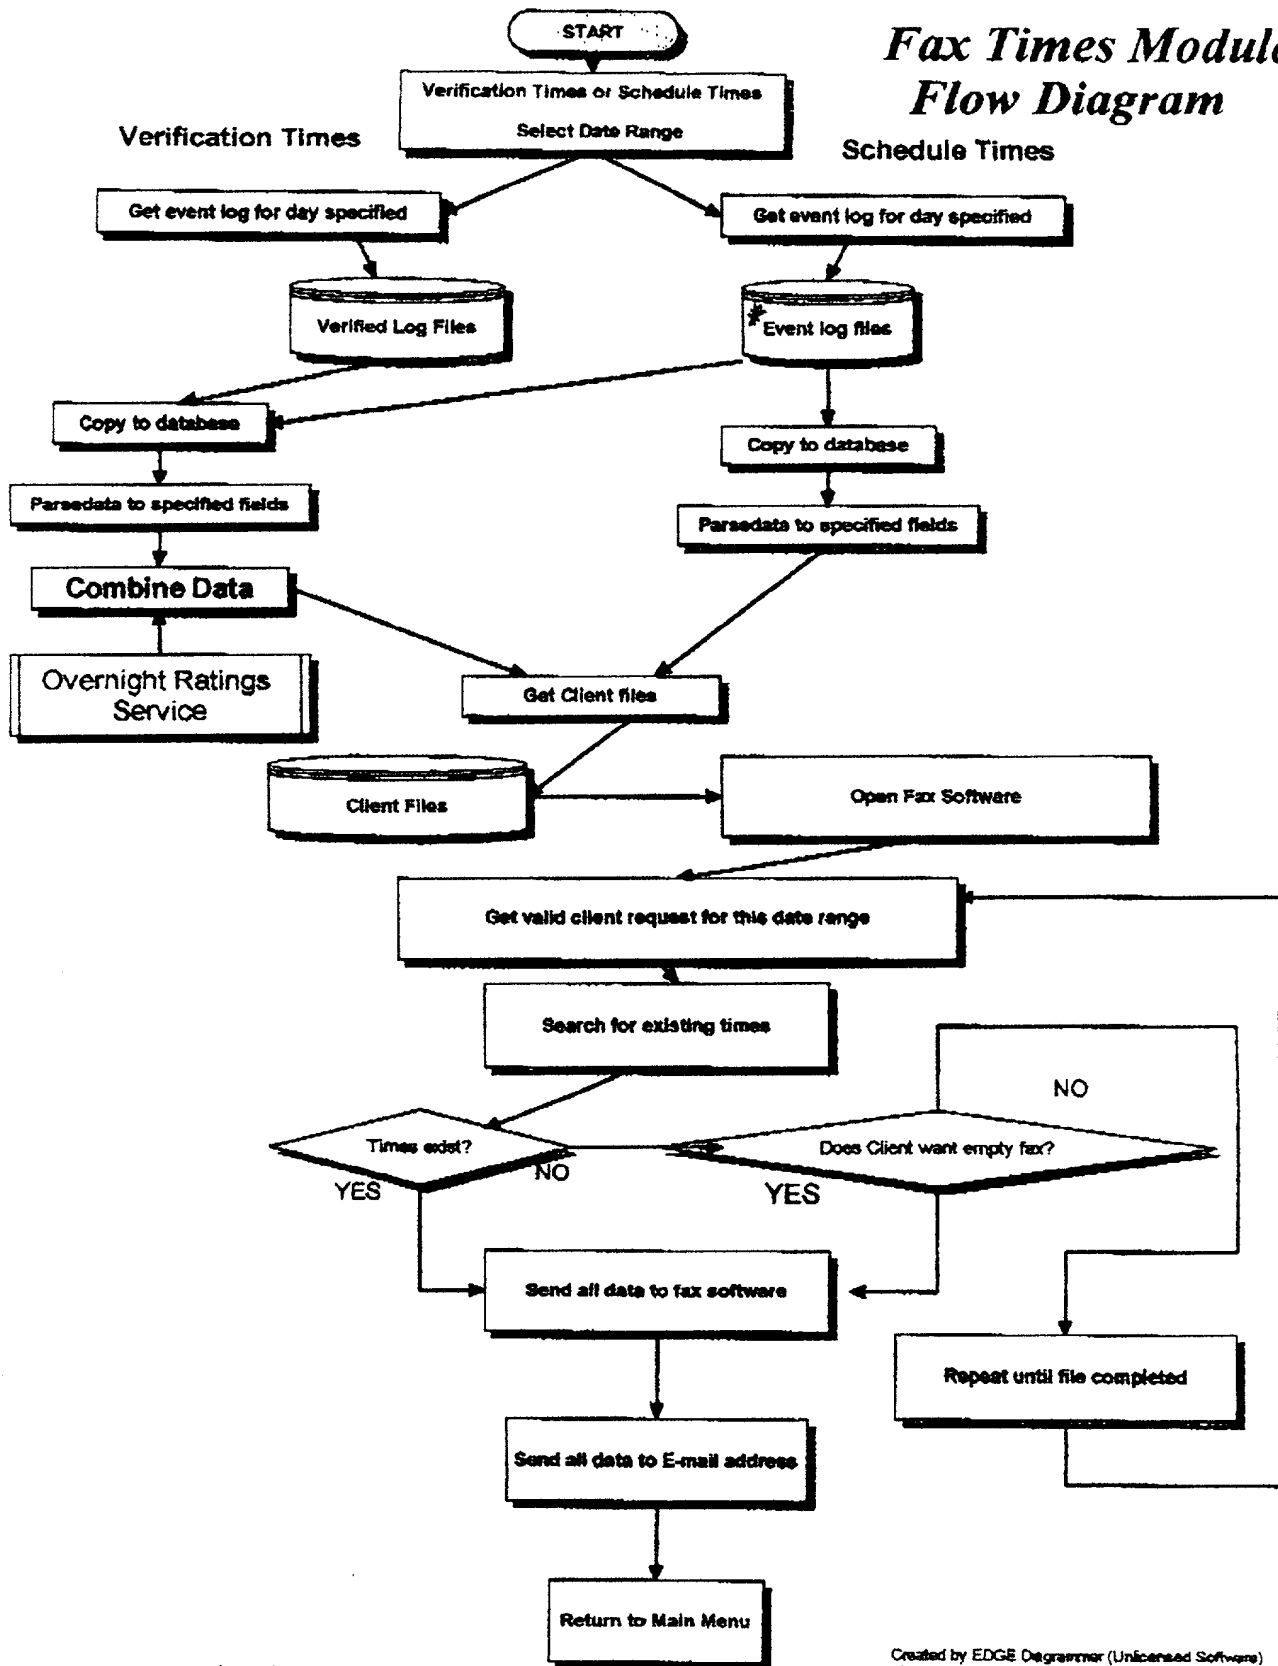 START
Fax Times Module
Flow Diagram
Verification Times or Schedule Times
Select Date Range
Verification Times
Schedule Times
Get event log for day specified
Get event log for day specified
Verified Log Files
* Event log files
Copy to database
Copy to database
Parsedata to specified fields
Parsedata to specified fields
Combine Data
Overnight Ratings
Service
Get Client files
Client Files
Open Fax Software
Get valid client request for this date range
Search for existing times
NO
Times exist?
Does Client want empty fax?
NO
YES
YES
Send all data to fax software
Repeat until file completed
Send all data to E-mail address
Return to Main Menu
Created by EDGE Diagrammer (Unlicensed Software)